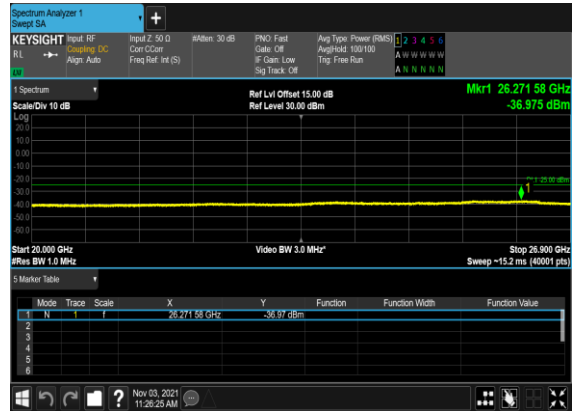 Spectrum Analyzer 1
Swept SA
+
KEYSIGHT Input: RF Input Z: 50 Ω #Atten: 30 dB PNO: Fast Avg Type: Power (RMS) 1 2 3 4 5 6
RL Coupling: DC Corr CCorr Gate: Off Avg|Hold: 100/100 A W W W W W
Align: Auto Freq Ref: Int (S) IF Gain: Low Trig: Free Run
Sig Track: Off A N N N N N
1 Spectrum
Ref Lvl Offset 15.00 dB Mkr1 26.271 58 GHz
Scale/Div 10 dB Ref Level 30.00 dBm -36.975 dBm
Log
20.0
10.0
0.00
-10.0
-20.0
-25.00 dBm
-30.0
1
-40.0
-50.0
-60.0
Start 20.000 GHz Video BW 3.0 MHz* Stop 26.900 GHz
#Res BW 1.0 MHz Sweep ~15.2 ms (40001 pts)
5 Marker Table
Mode Trace Scale X Y Function Function Width Function Value
1 N 1 f 26.271 58 GHz -36.97 dBm
2
3
4
5
6
? Nov 03, 2021
11:26:25 AM